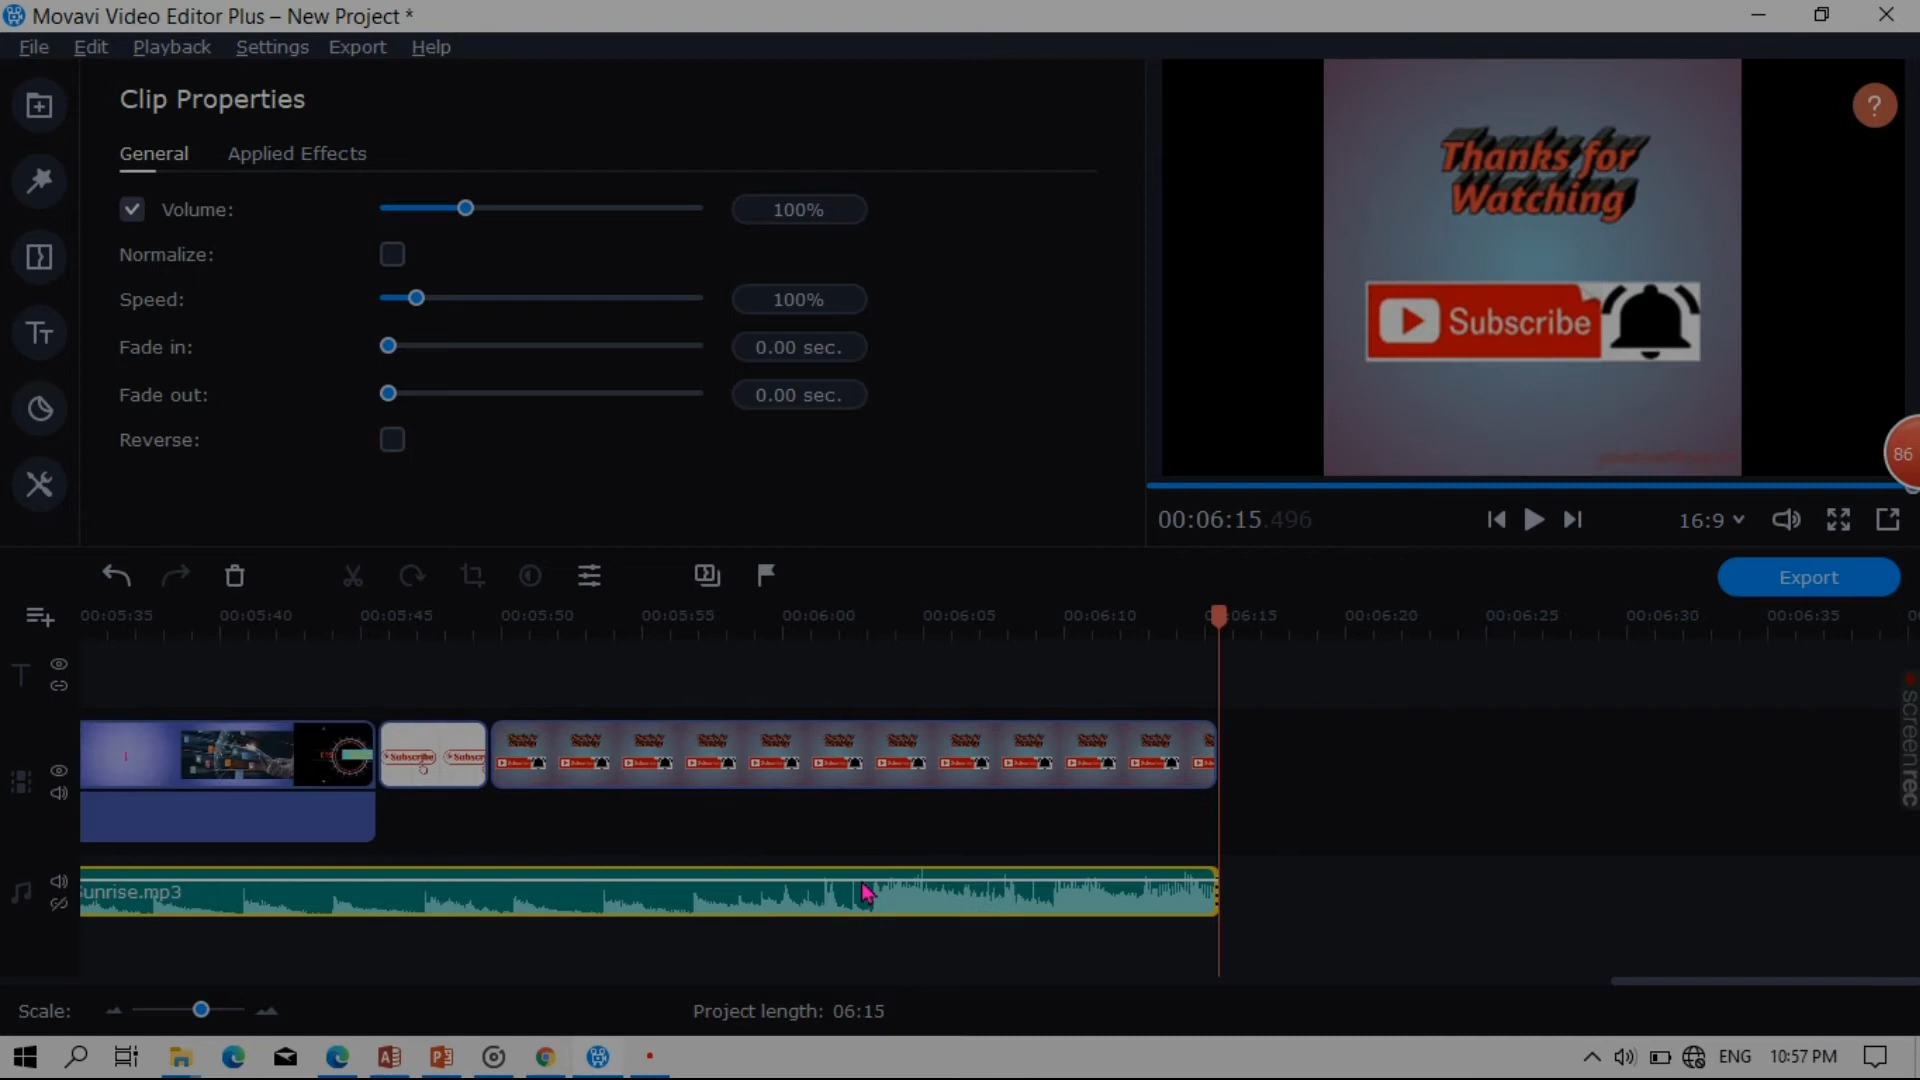 Movavi Video Editor Plus – New Project *
File Edit Playback Settings Export Help
Clip Properties
General Applied Effects
Volume: 100%
Normalize:
Speed: 100%
Fade in: 0.00 sec.
Fade out: 0.00 sec.
Reverse:
Thanks for
Watching
Subscribe
?
86
00:06:15.496
16:9
Export
00:05:35 00:05:40 00:05:45 00:05:50 00:05:55 00:06:00 00:06:05 00:06:10 06:15 00:06:20 00:06:25 00:06:30 00:06:35
Subscribe
unrise.mp3
screenrec
Scale:
Project length: 06:15
ENG 10:57 PM